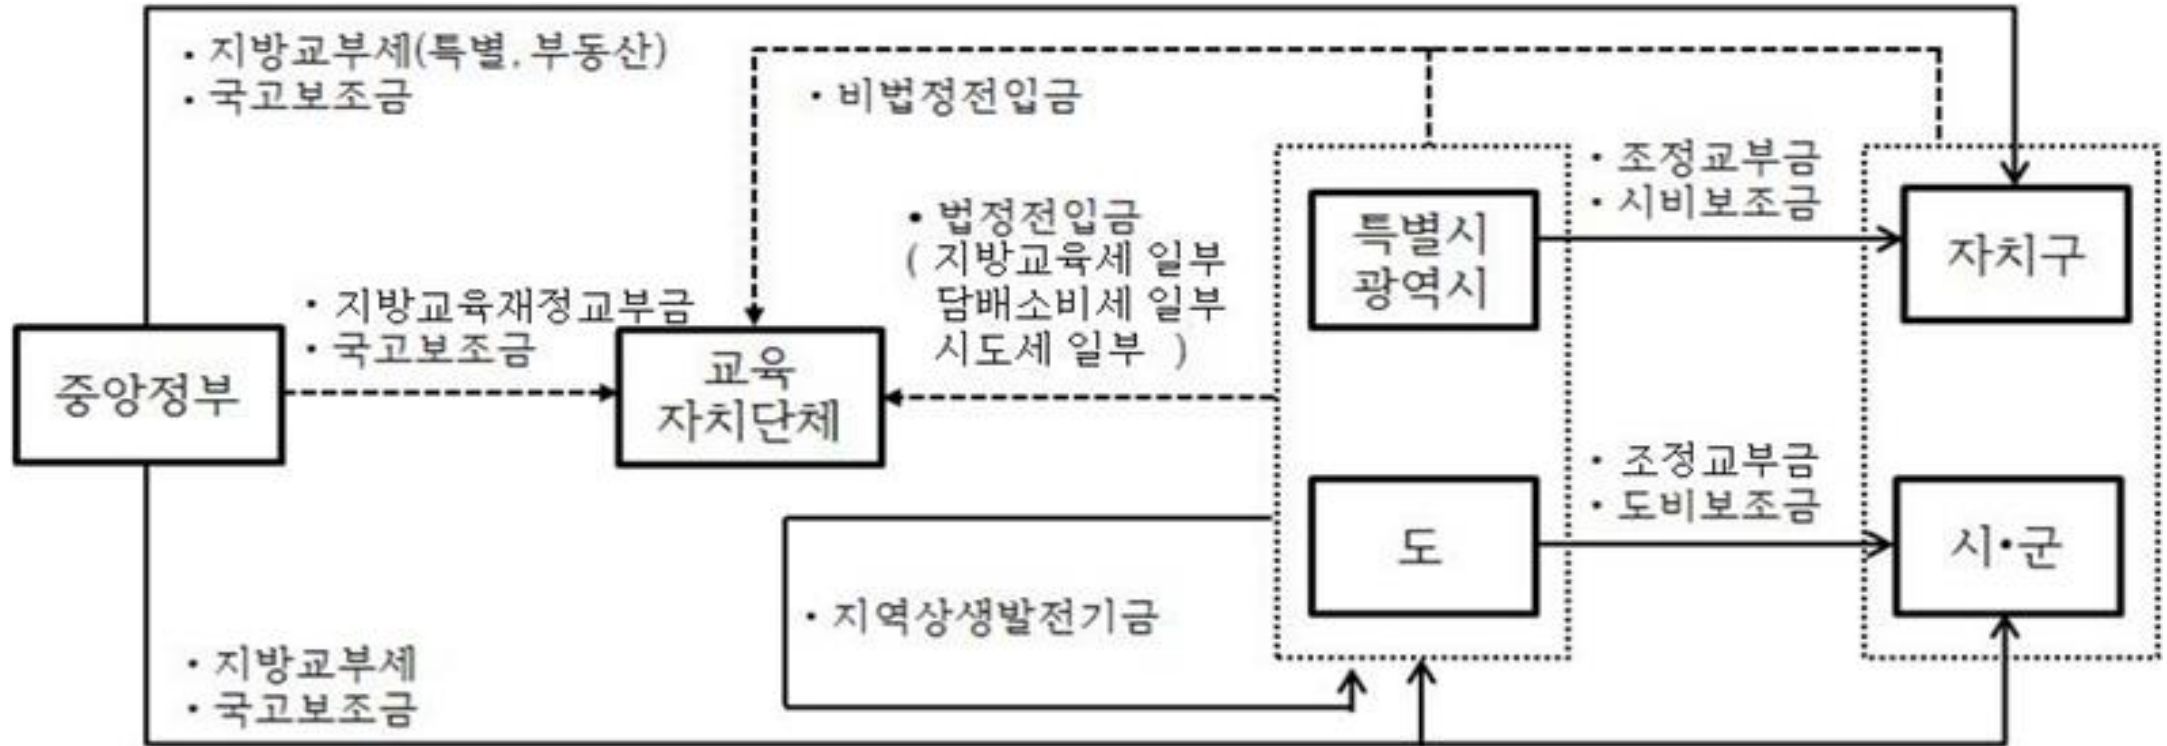 · 지방교부세(특별, 부동산)
· 국고보조금
· 비법정전입금
· 조정교부금
· 시비보조금
• 법정전입금
( 지방교육세 일부
담배소비세 일부
시도세 일부 )
특별시
광역시
자치구
· 지방교육재정교부금
· 국고보조금
중앙정부
교육
자치단체
· 조정교부금
· 도비보조금
도
시•군
· 지역상생발전기금
· 지방교부세
· 국고보조금